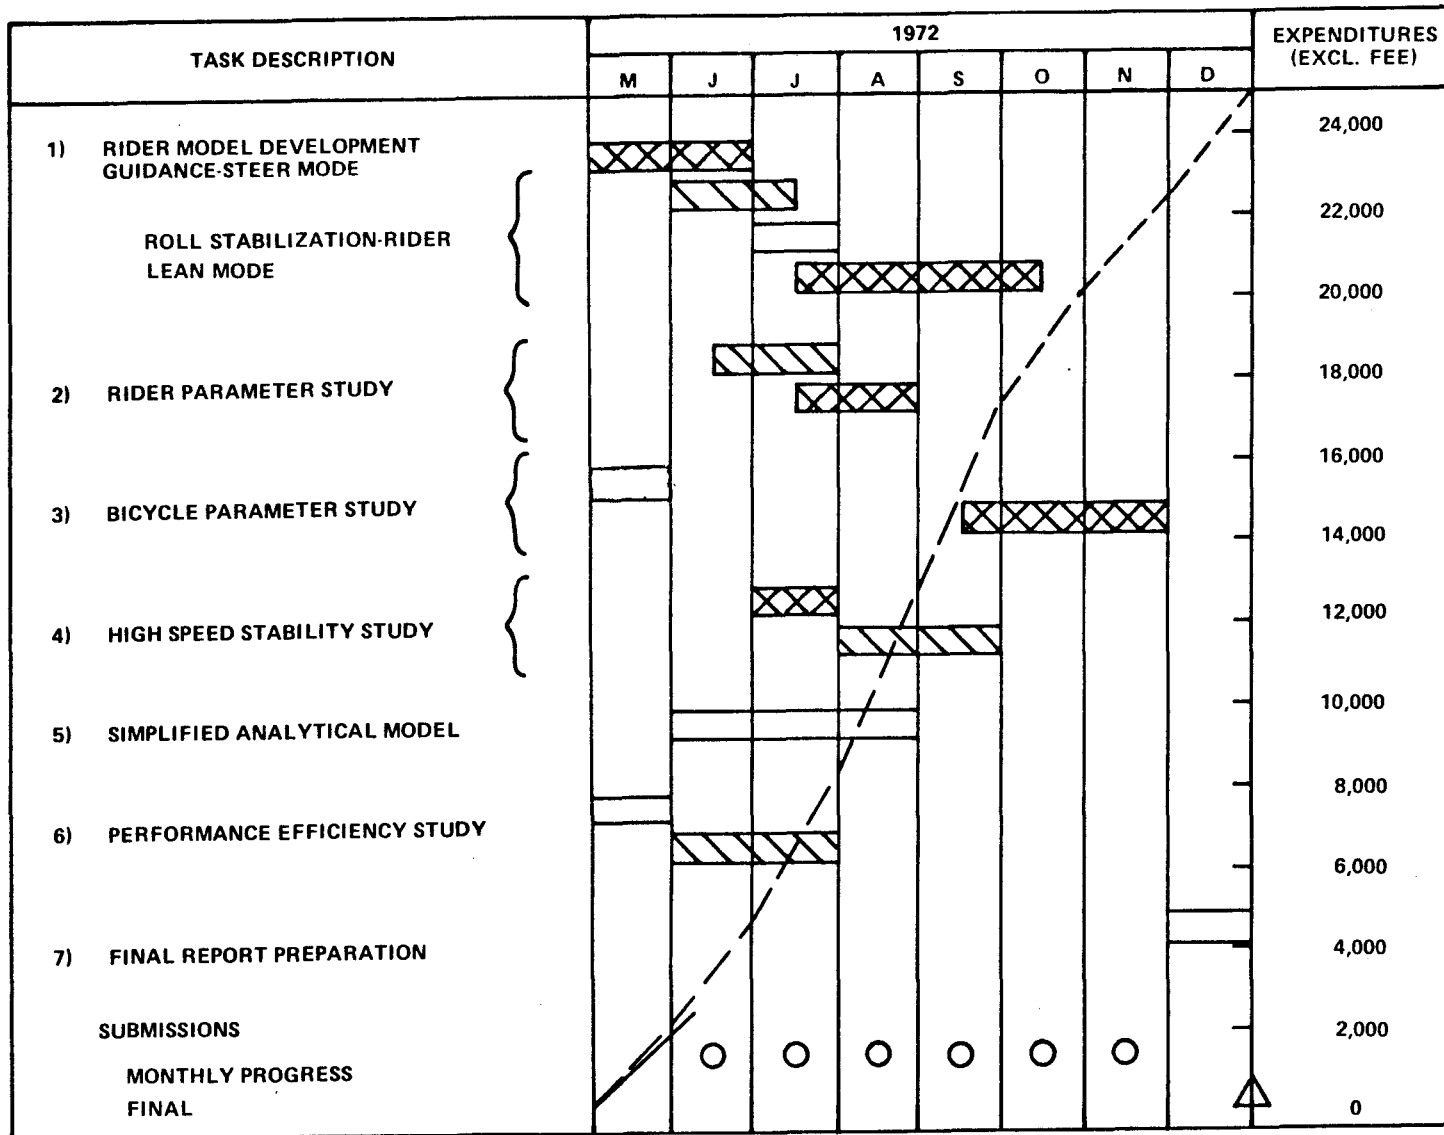 TASK DESCRIPTION
1972
EXPENDITURES
(EXCL. FEE)
M J J A S O N D
1) RIDER MODEL DEVELOPMENT
GUIDANCE-STEER MODE
ROLL STABILIZATION-RIDER
LEAN MODE
2) RIDER PARAMETER STUDY
3) BICYCLE PARAMETER STUDY
4) HIGH SPEED STABILITY STUDY
5) SIMPLIFIED ANALYTICAL MODEL
6) PERFORMANCE EFFICIENCY STUDY
7) FINAL REPORT PREPARATION
SUBMISSIONS
MONTHLY PROGRESS
FINAL
24,000
22,000
20,000
18,000
16,000
14,000
12,000
10,000
8,000
6,000
4,000
2,000
0